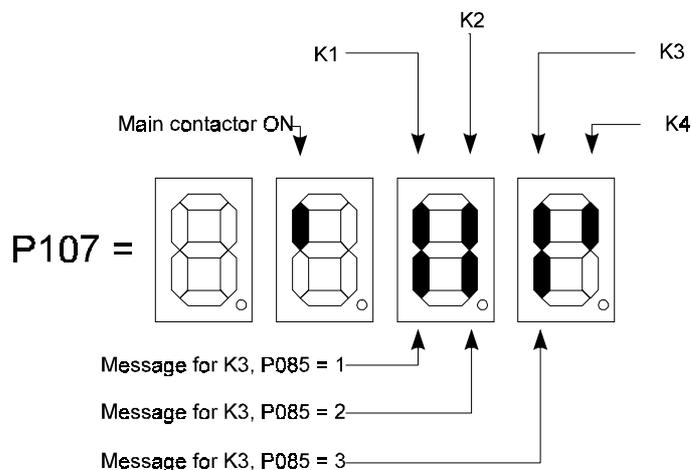 K2
K1
K3
Main contactor ON
K4
P107 =
Message for K3, P085 = 1
Message for K3, P085 = 2
Message for K3, P085 = 3